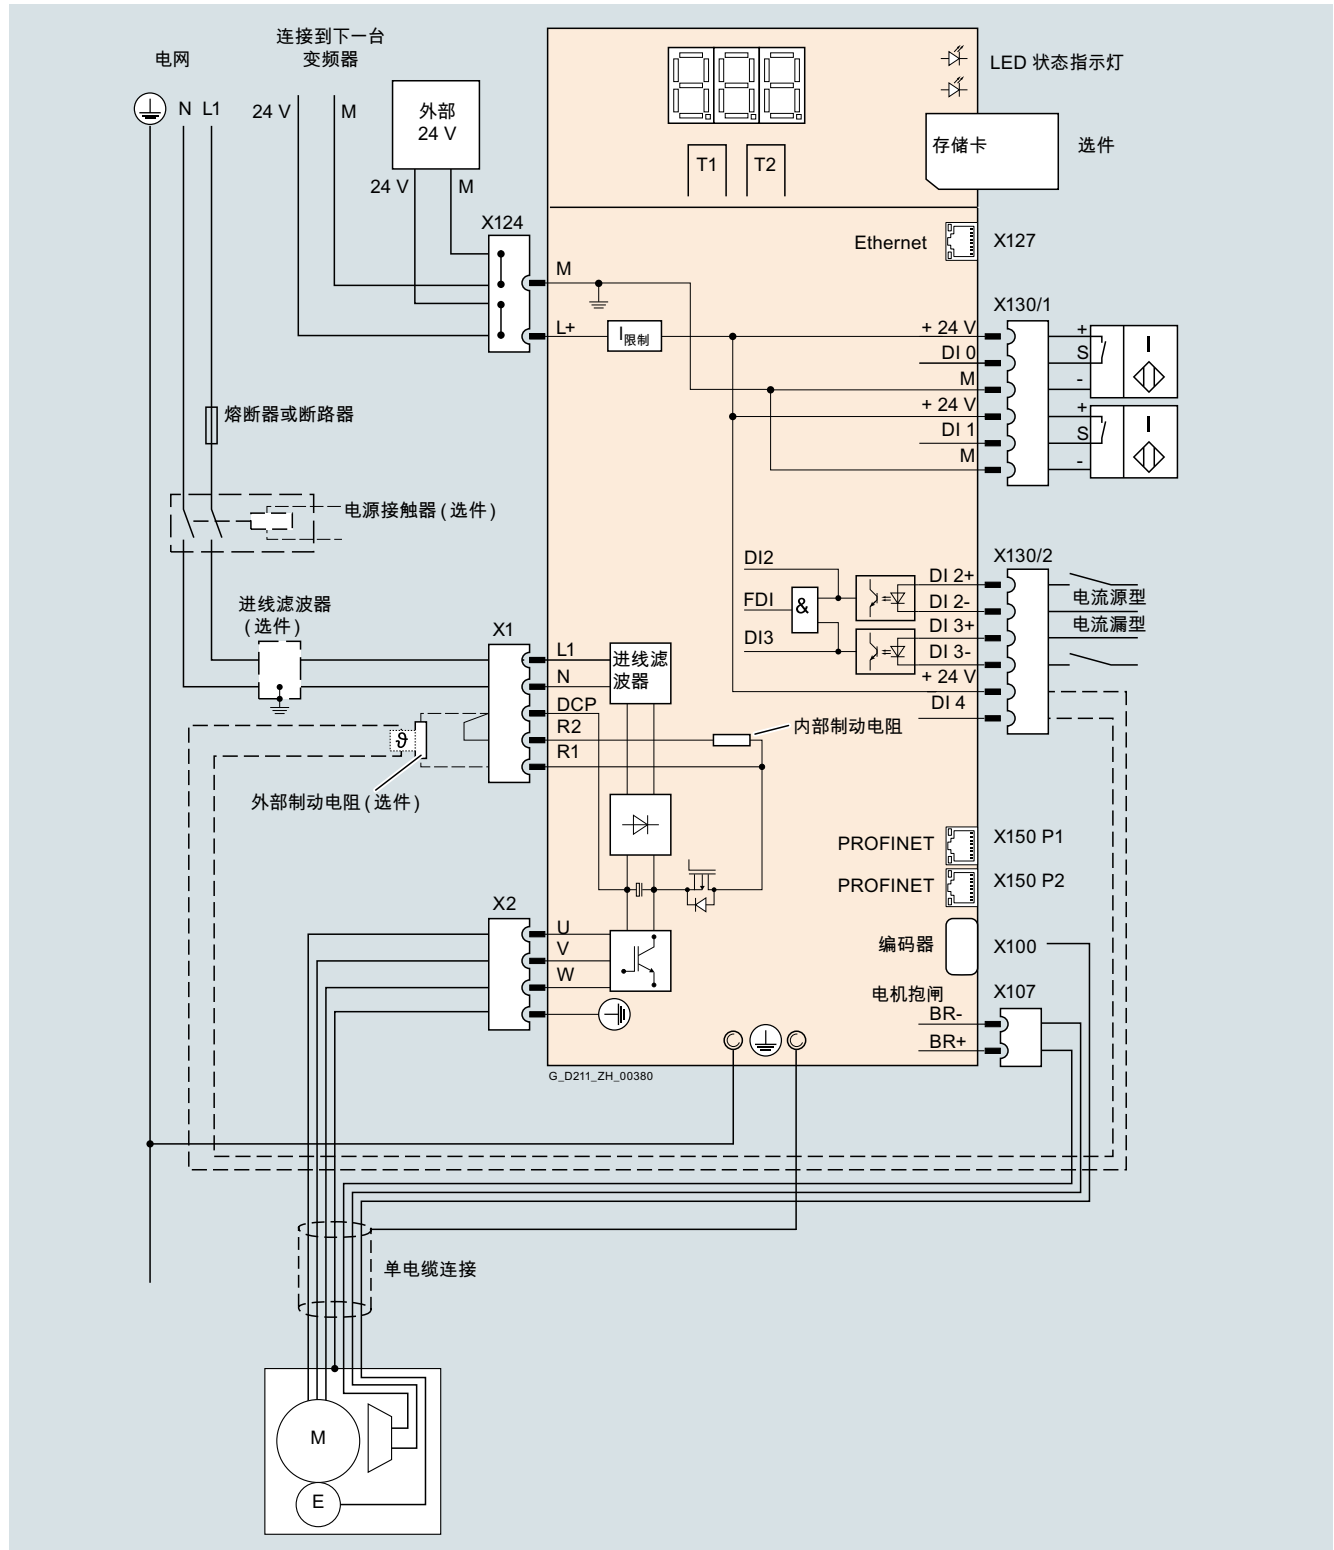 电网
连接到下一台
变频器
N L1
24 V
M
外部
24 V
24 V
M
X124
M
L+
I限制
熔断器或断路器
电源接触器(选件)
进线滤波器
(选件)
X1
L1
N
DCP
R2
R1
进线滤
波器
ϑ
外部制动电阻(选件)
内部制动电阻
X2
U
V
W
T1
T2
LED 状态指示灯
存储卡
选件
Ethernet
X127
X130/1
+ 24 V
DI 0
M
+ 24 V
DI 1
M
+
S
-
I
+
S
-
I
X130/2
DI2
FDI
DI3
&
DI 2+
DI 2-
DI 3+
DI 3-
+ 24 V
DI 4
电流源型
电流漏型
PROFINET
X150 P1
PROFINET
X150 P2
编码器
X100
电机抱闸
X107
BR-
BR+
G_D211_ZH_00380
单电缆连接
M
E